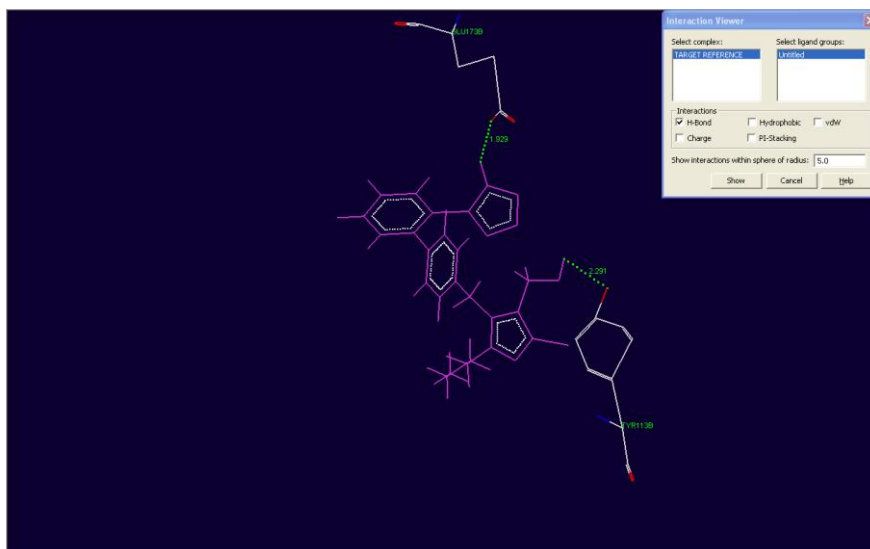 Interaction Viewer
Select complex: Select ligand groups:
TARGET REFERENCE Untitled
Interactions
H-Bond Hydrophobic vdW
Charge PI-Stacking
Show interactions within sphere of radius: 5.0
Show Cancel Help
GLU173B
1.929
2.291
TYR113B